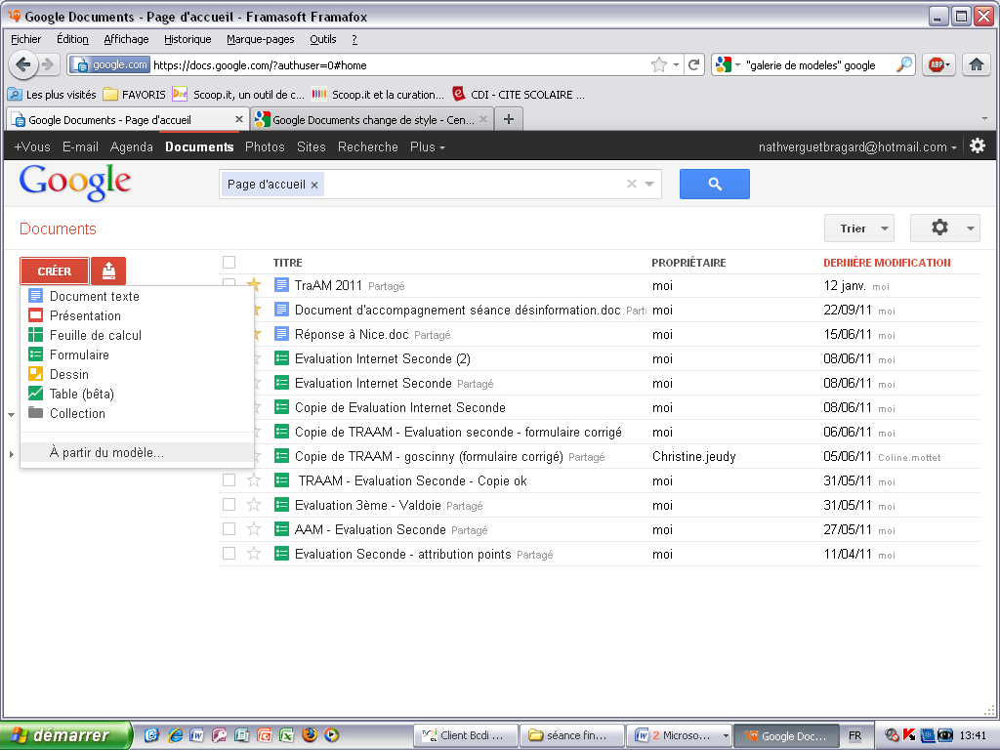 Google Documents - Page d'accueil - Framasoft Framafox
Fichier Édition Affichage Historique Marque-pages Outils ?
google.com https://docs.google.com/?authuser=0#home "galerie de modeles" google ABP
Les plus visités FAVORIS Scoop.it, un outil de c... Scoop.it et la curation... CDI - CITE SCOLAIRE ...
Google Documents - Page d'accueil Google Documents change de style - Cen...
+Vous E-mail Agenda Documents Photos Sites Recherche Plus nathverguetbragard@hotmail.com
Google Page d'accueil
Documents Trier
CRÉER TITRE PROPRIÉTAIRE DERNIÈRE MODIFICATION
Document texte
Présentation
Feuille de calcul
Formulaire
Dessin
Table (bêta)
Collection
À partir du modèle...
TraAM 2011 Partagé moi 12 janv. moi
Document d'accompagnement séance désinformation.doc Parta moi 22/09/11 moi
Réponse à Nice.doc Partagé moi 15/06/11 moi
Evaluation Internet Seconde (2) moi 08/06/11 moi
Evaluation Internet Seconde Partagé moi 08/06/11 moi
Copie de Evaluation Internet Seconde moi 08/06/11 moi
Copie de TRAAM - Evaluation seconde - formulaire corrigé moi 06/06/11 moi
Copie de TRAAM - goscinny (formulaire corrigé) Partagé Christine.jeudy 05/06/11 Coline.mottet
TRAAM - Evaluation Seconde - Copie ok moi 31/05/11 moi
Evaluation 3ème - Valdoie Partagé moi 31/05/11 moi
AAM - Evaluation Seconde Partagé moi 27/05/11 moi
Evaluation Seconde - attribution points Partagé moi 11/04/11 moi
démarrer Client Bcdi ... séance fin... 2 Microso... Google Doc... FR 13:41